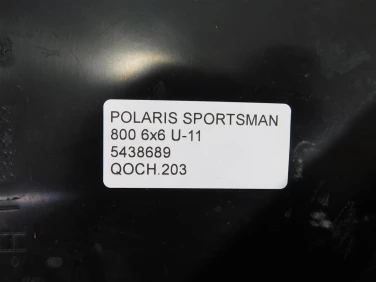 POLARIS SPORTSMAN
800 6x6 U-11
5438689
QOCH.203